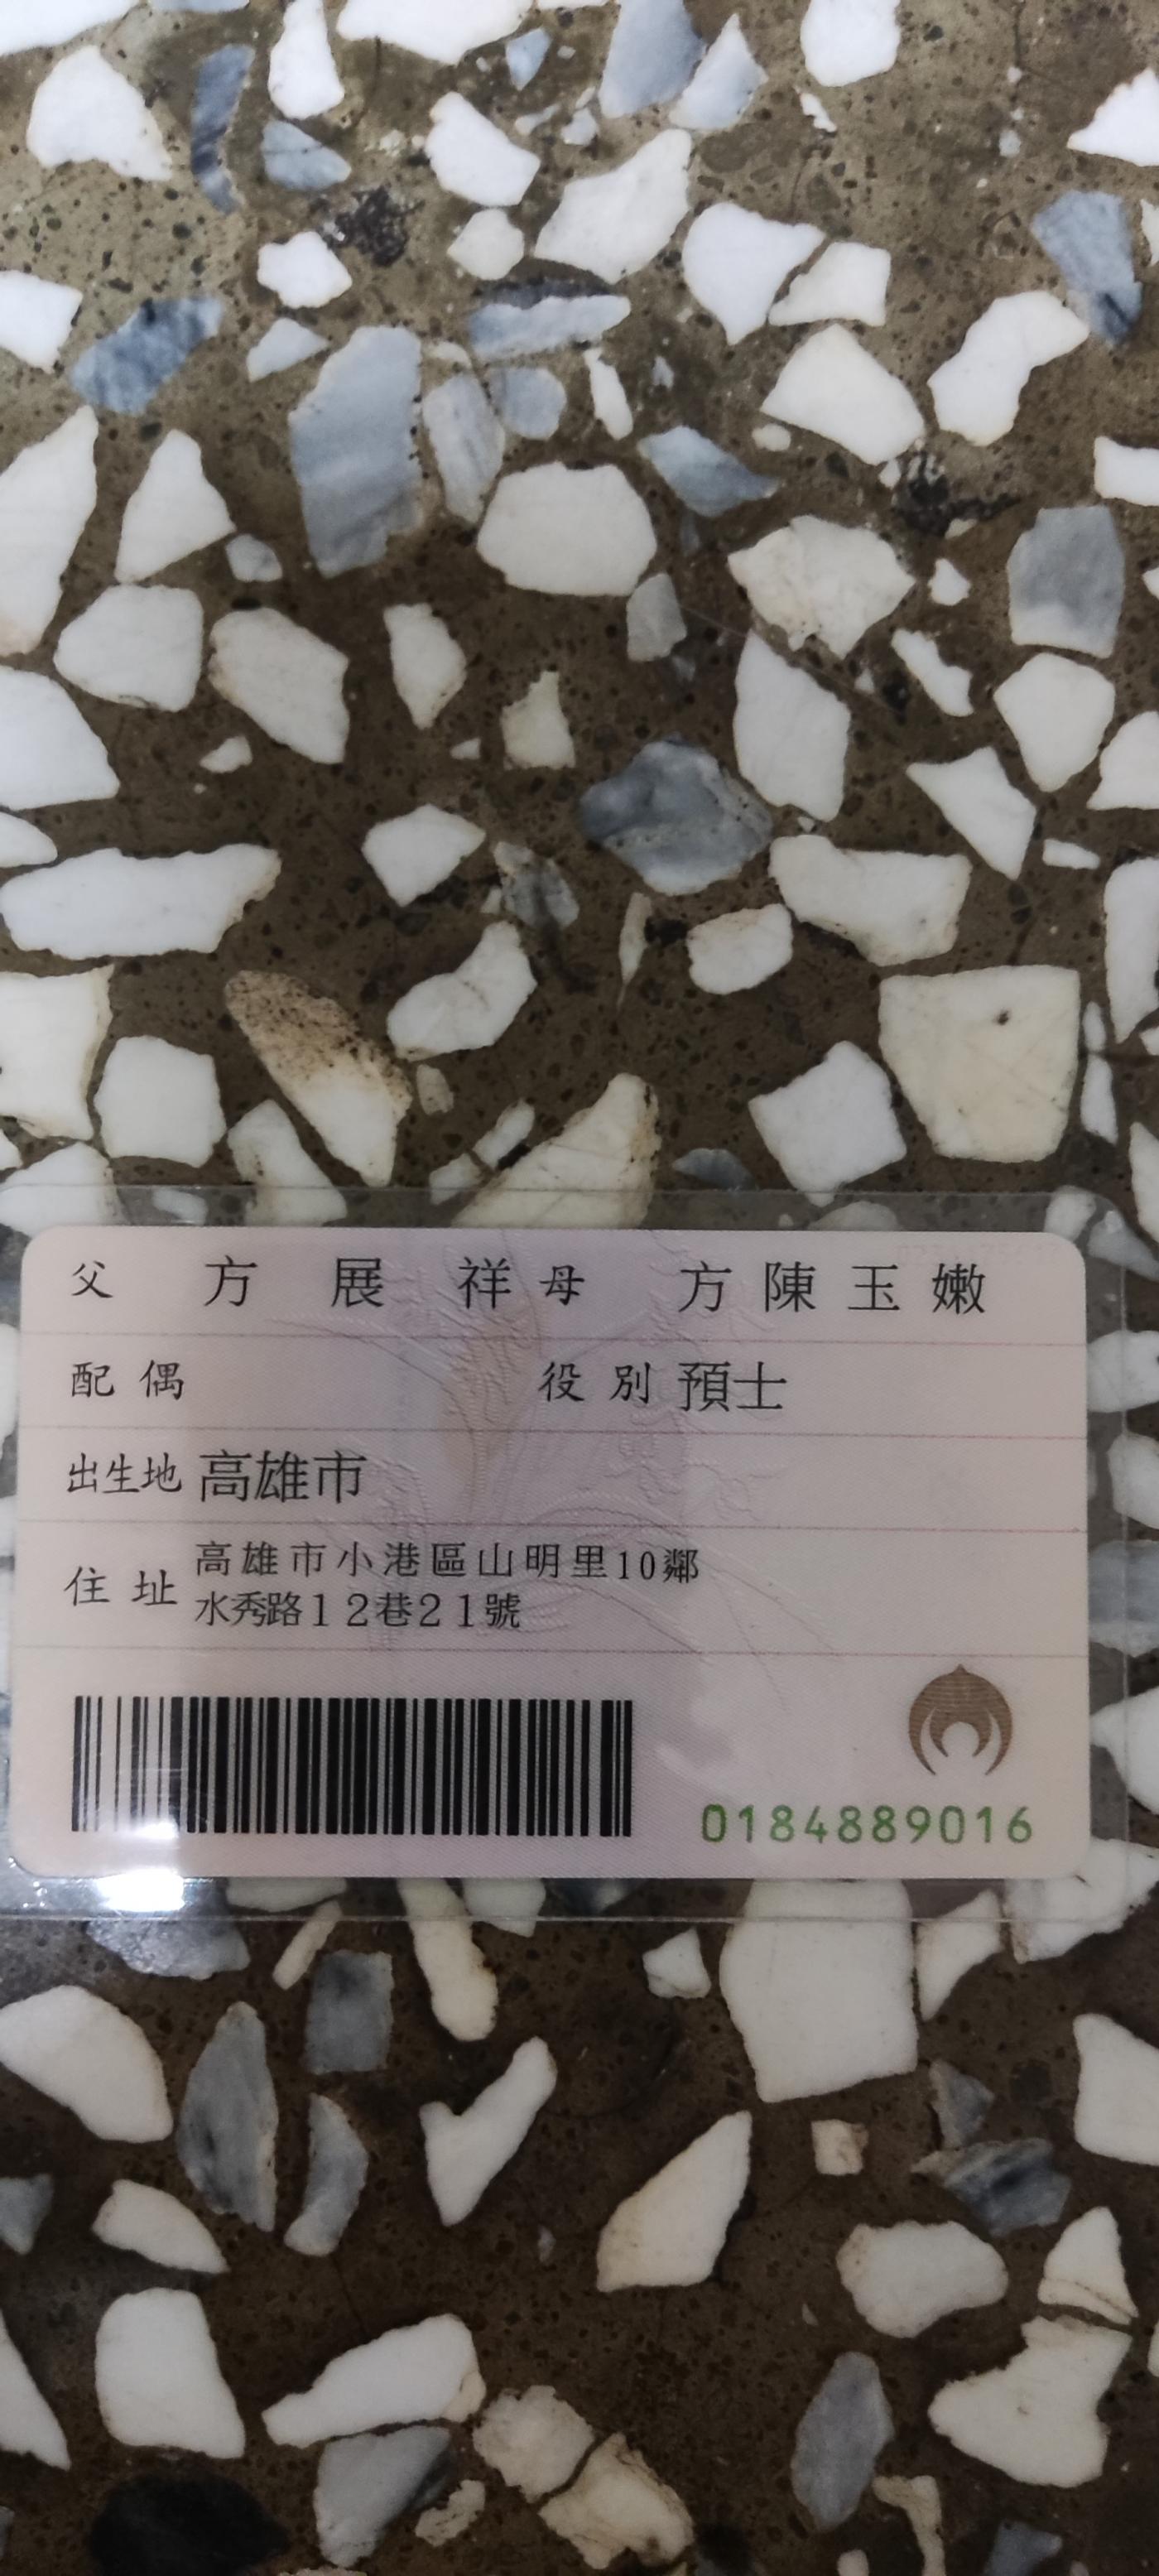 父 方展祥 母 方陳玉嫩
配偶 役別 預士
出生地 高雄市
住址 高雄市小港區山明里10鄰
水秀路12巷21號
0184889016